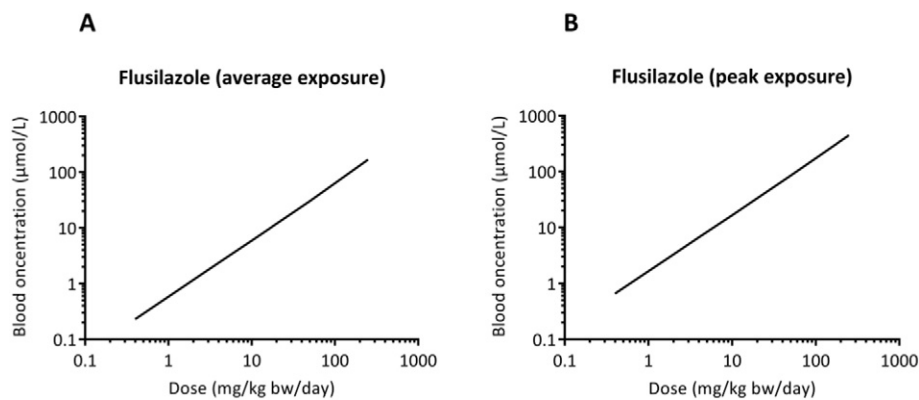 A
Flusilazole (average exposure)
Blood oncentration (µmol/L)
1000
100
10
1
0.1
0.1 1 10 100 1000
Dose (mg/kg bw/day)
B
Flusilazole (peak exposure)
Blood oncentration (µmol/L)
1000
100
10
1
0.1
0.1 1 10 100 1000
Dose (mg/kg bw/day)